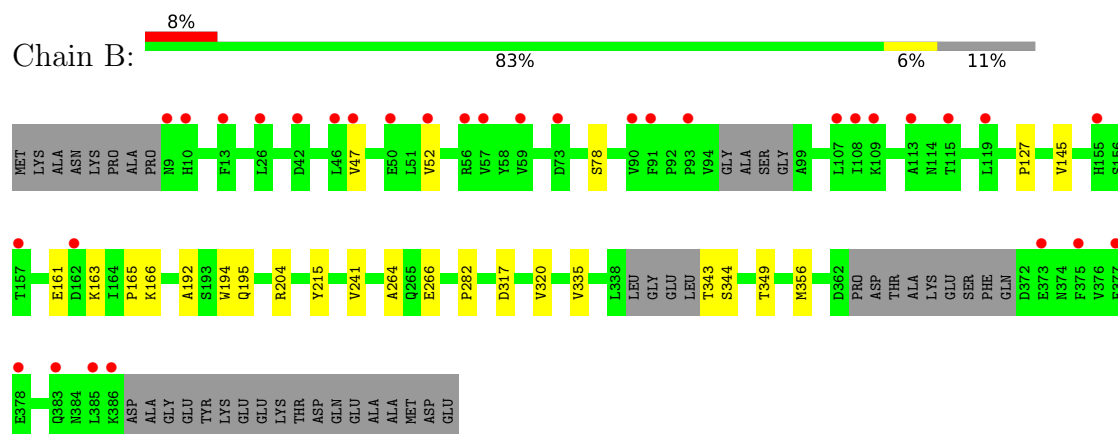 8%
Chain B:
83% 6% 11%
MET LYS ALA ASN LYS PRO ALA PRO N9 H10 F13 L26 D42 L46 V47 E50 L51 V52 R56 V57 Y58 V59 D73 S78 V90 F91 P92 P93 V94 GLY ALA SER GLY A99 L107 I108 K109 A113 N114 T115 L119 P127 V145 H155 S156
T157 E161 D162 K163 I164 P165 K166 A192 S193 W194 Q195 R204 Y215 V241 A264 Q265 E266 P282 D317 V320 V335 L338 LEU GLY GLU LEU T343 S344 T349 M356 D362 PRO ASP THR ALA LYS GLU SER PHE GLN D372 E373 N374 F375 V376 E377
E378 Q383 N384 L385 K386 ASP ALA GLY GLU TYR LYS GLU GLU LYS THR ASP GLN GLU ALA ALA MET ASP GLU